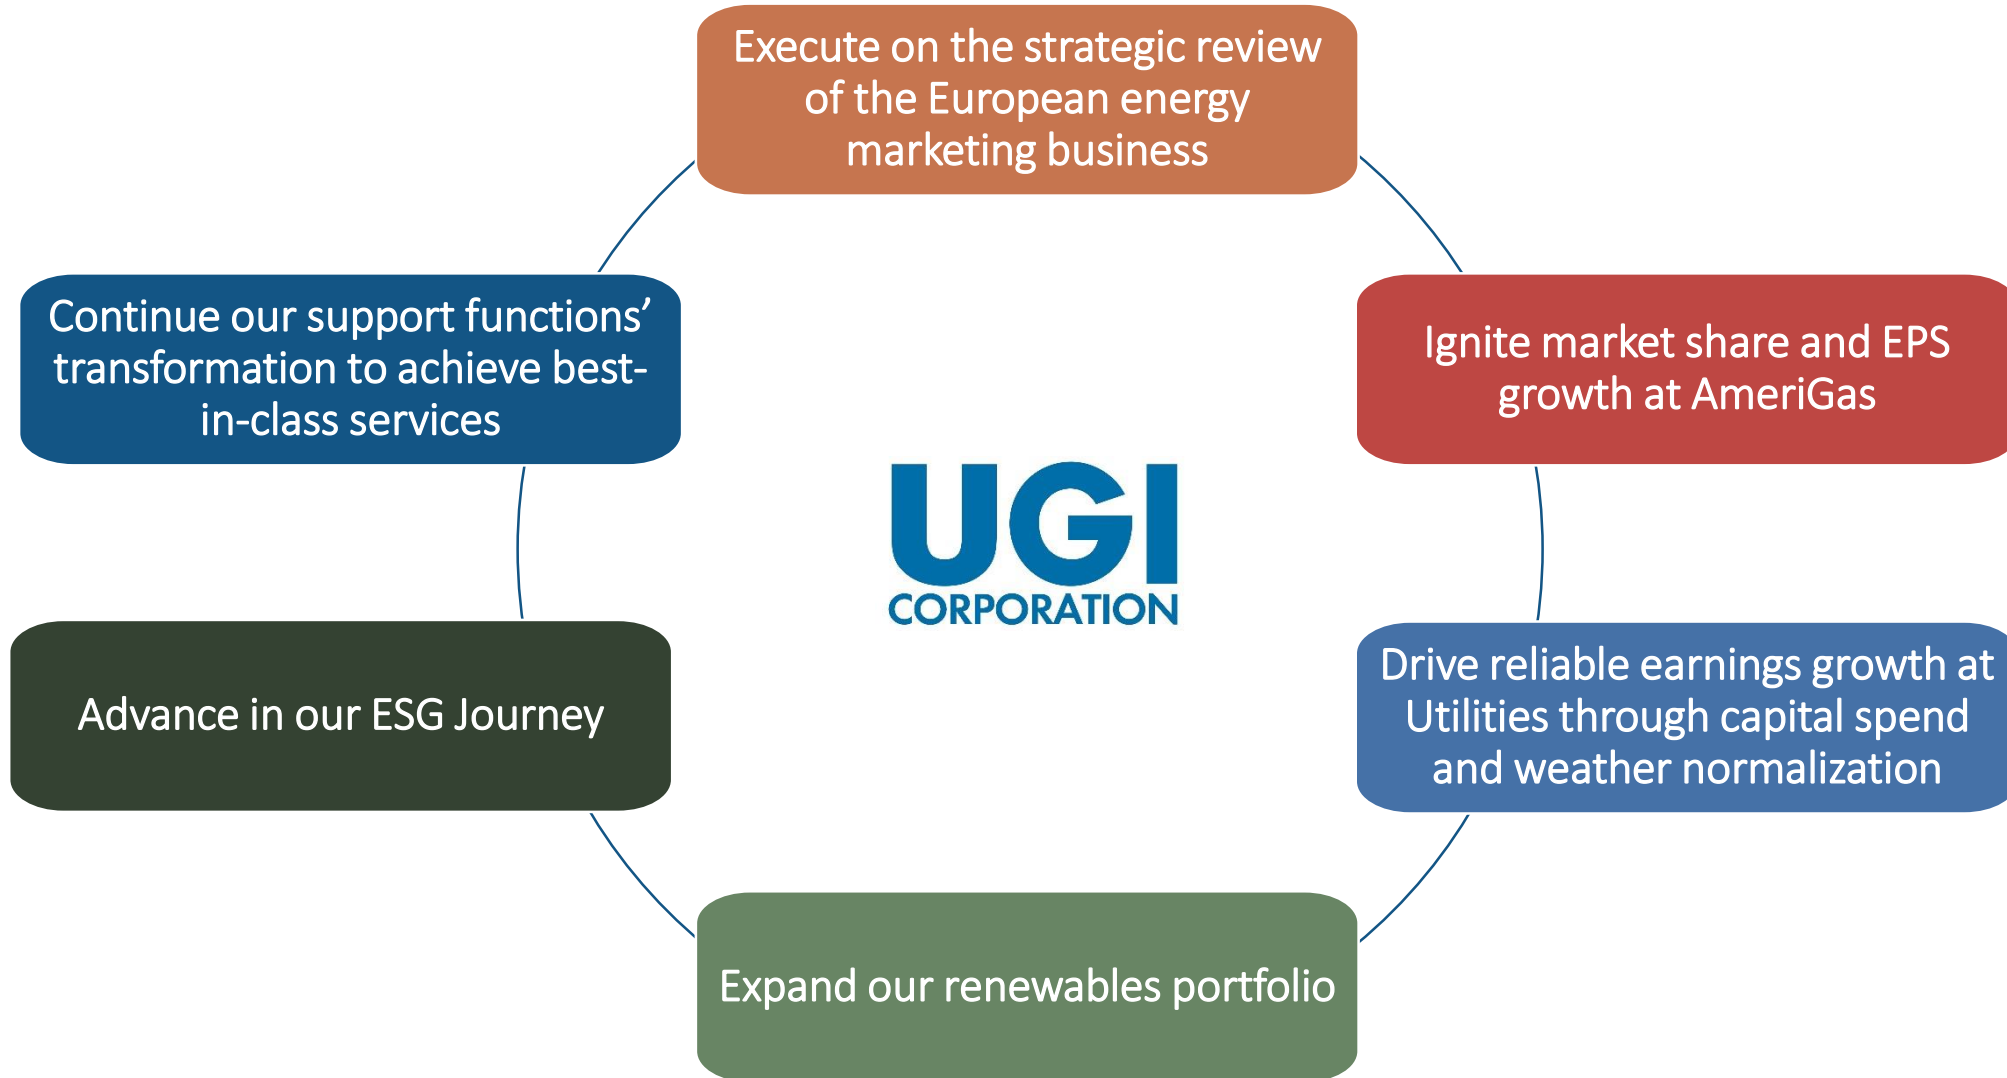 Execute on the strategic review
of the European energy
marketing business
Continue our support functions’
transformation to achieve best-
in-class services
Ignite market share and EPS
growth at AmeriGas
UGI
CORPORATION
Advance in our ESG Journey
Drive reliable earnings growth at
Utilities through capital spend
and weather normalization
Expand our renewables portfolio